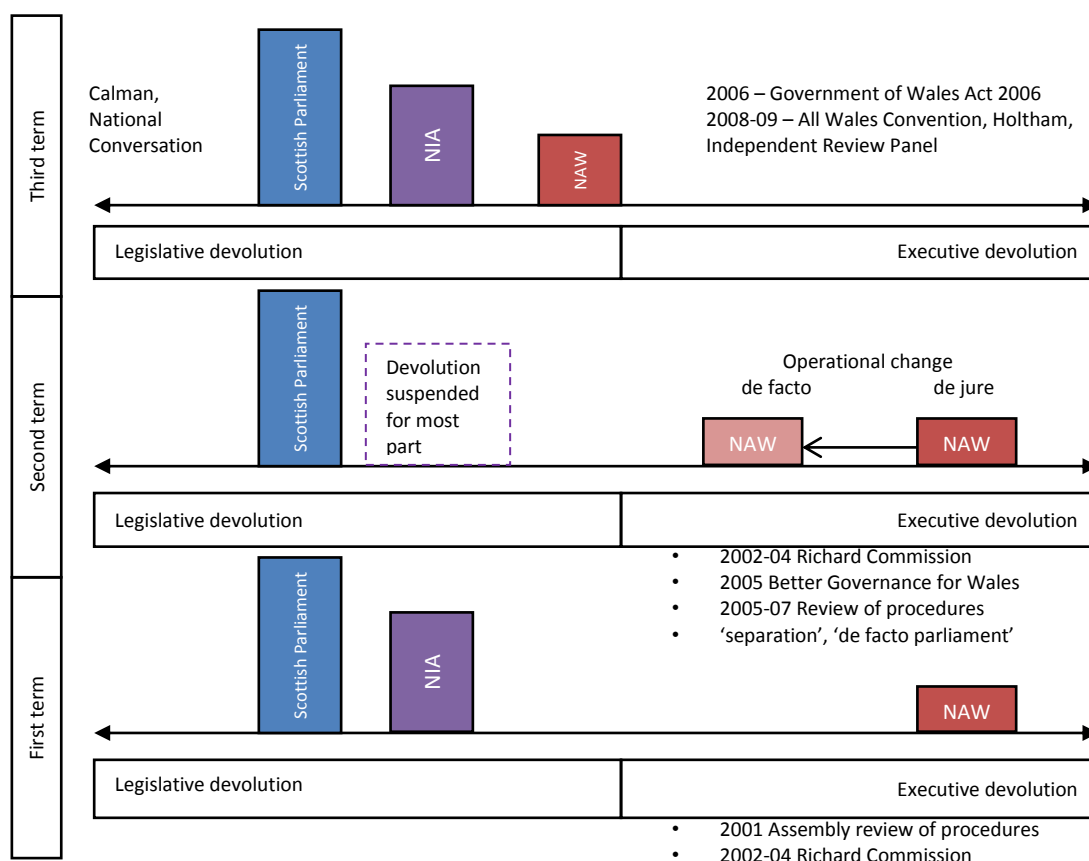 Third term
Calman,
National
Conversation
Scottish Parliament
NIA
NAW
2006 – Government of Wales Act 2006
2008-09 – All Wales Convention, Holtham,
Independent Review Panel
Legislative devolution
Executive devolution
Second term
Scottish Parliament
Devolution
suspended
for most
part
Operational change
de facto
de jure
NAW
NAW
Legislative devolution
Executive devolution
• 2002-04 Richard Commission
• 2005 Better Governance for Wales
• 2005-07 Review of procedures
• ‘separation’, ‘de facto parliament’
First term
Scottish Parliament
NIA
NAW
Legislative devolution
Executive devolution
• 2001 Assembly review of procedures
• 2002-04 Richard Commission